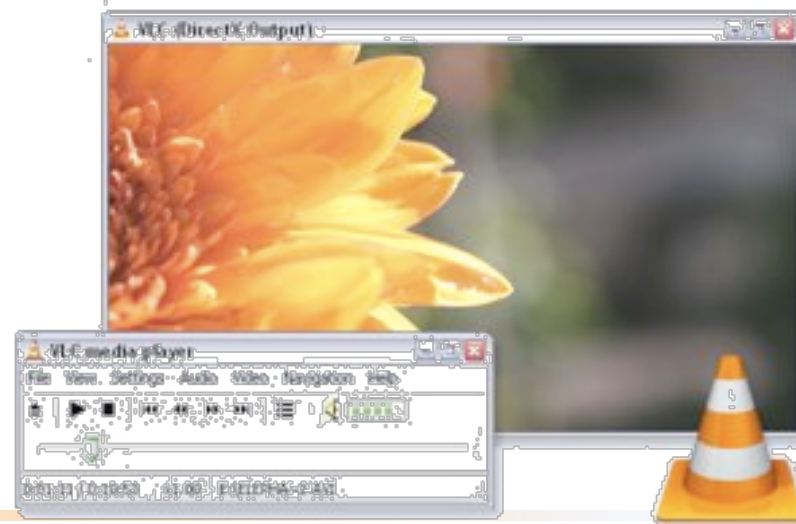 VLC (DirectX Output)
VLC media player
File View Settings Audio Video Navigation Help